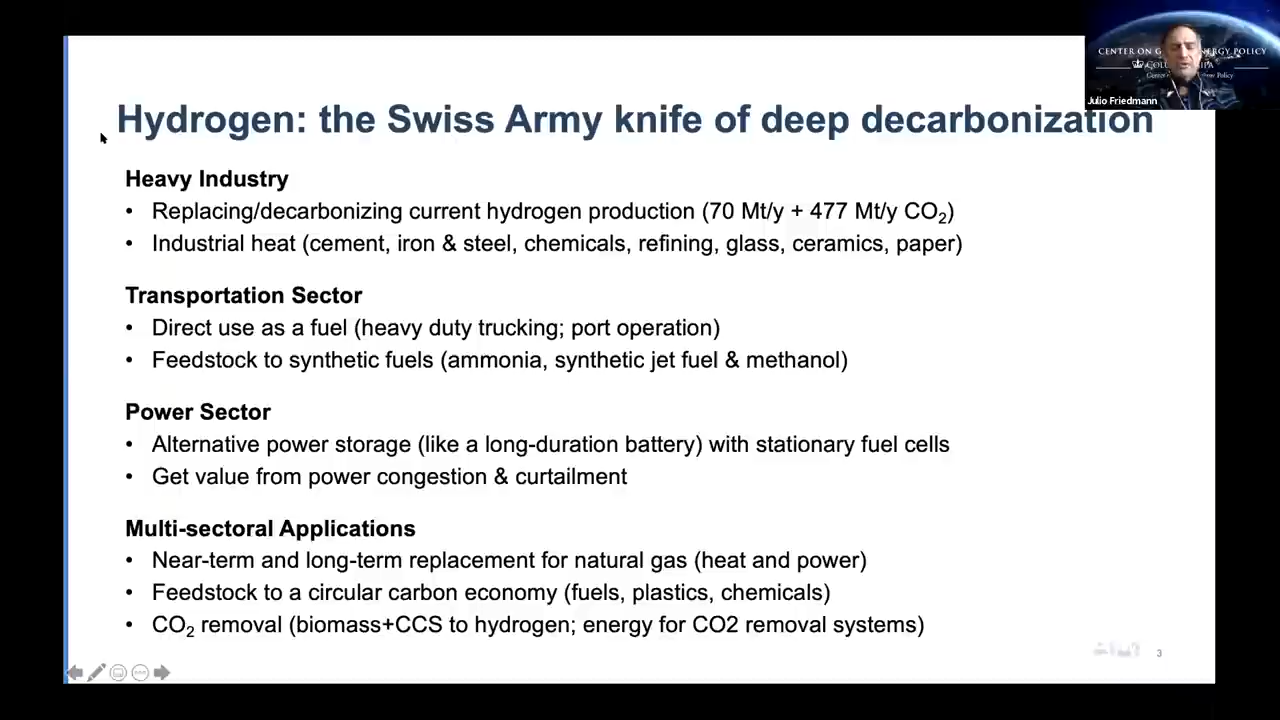 CENTER ON G NERGY POLICY
Julio Friedmann
Hydrogen: the Swiss Army knife of deep decarbonization
Heavy Industry
• Replacing/decarbonizing current hydrogen production (70 Mt/y + 477 Mt/y CO2)
• Industrial heat (cement, iron & steel, chemicals, refining, glass, ceramics, paper)
Transportation Sector
• Direct use as a fuel (heavy duty trucking; port operation)
• Feedstock to synthetic fuels (ammonia, synthetic jet fuel & methanol)
Power Sector
• Alternative power storage (like a long-duration battery) with stationary fuel cells
• Get value from power congestion & curtailment
Multi-sectoral Applications
• Near-term and long-term replacement for natural gas (heat and power)
• Feedstock to a circular carbon economy (fuels, plastics, chemicals)
• CO2 removal (biomass+CCS to hydrogen; energy for CO2 removal systems)
3